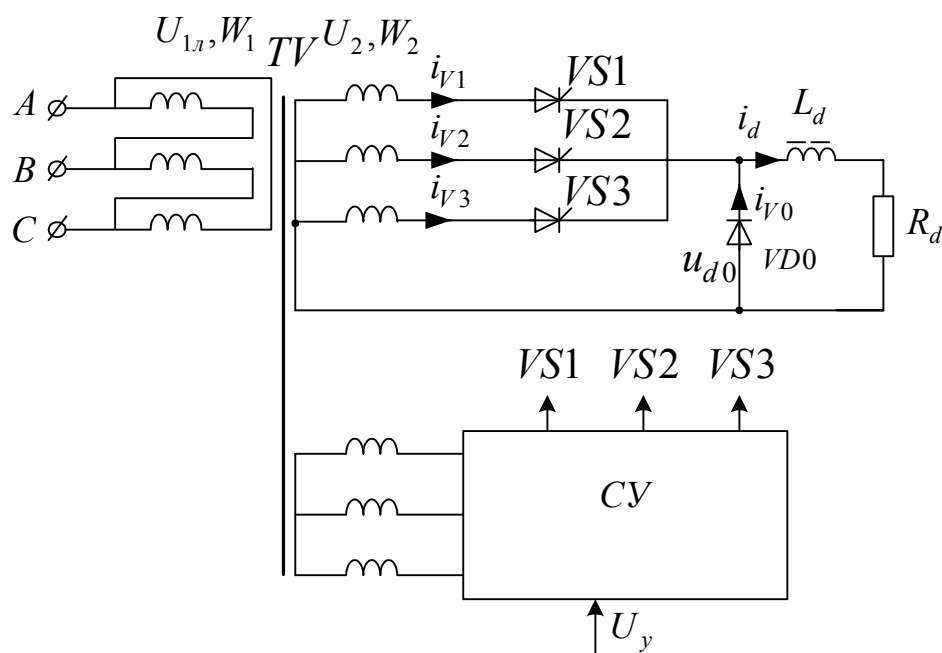 U1л, W1
TV
U2, W2
A
B
C
iV1
VS1
iV2
VS2
iV3
VS3
id
Ld
iV0
Rd
ud0
VD0
VS1
VS2
VS3
СУ
Uy